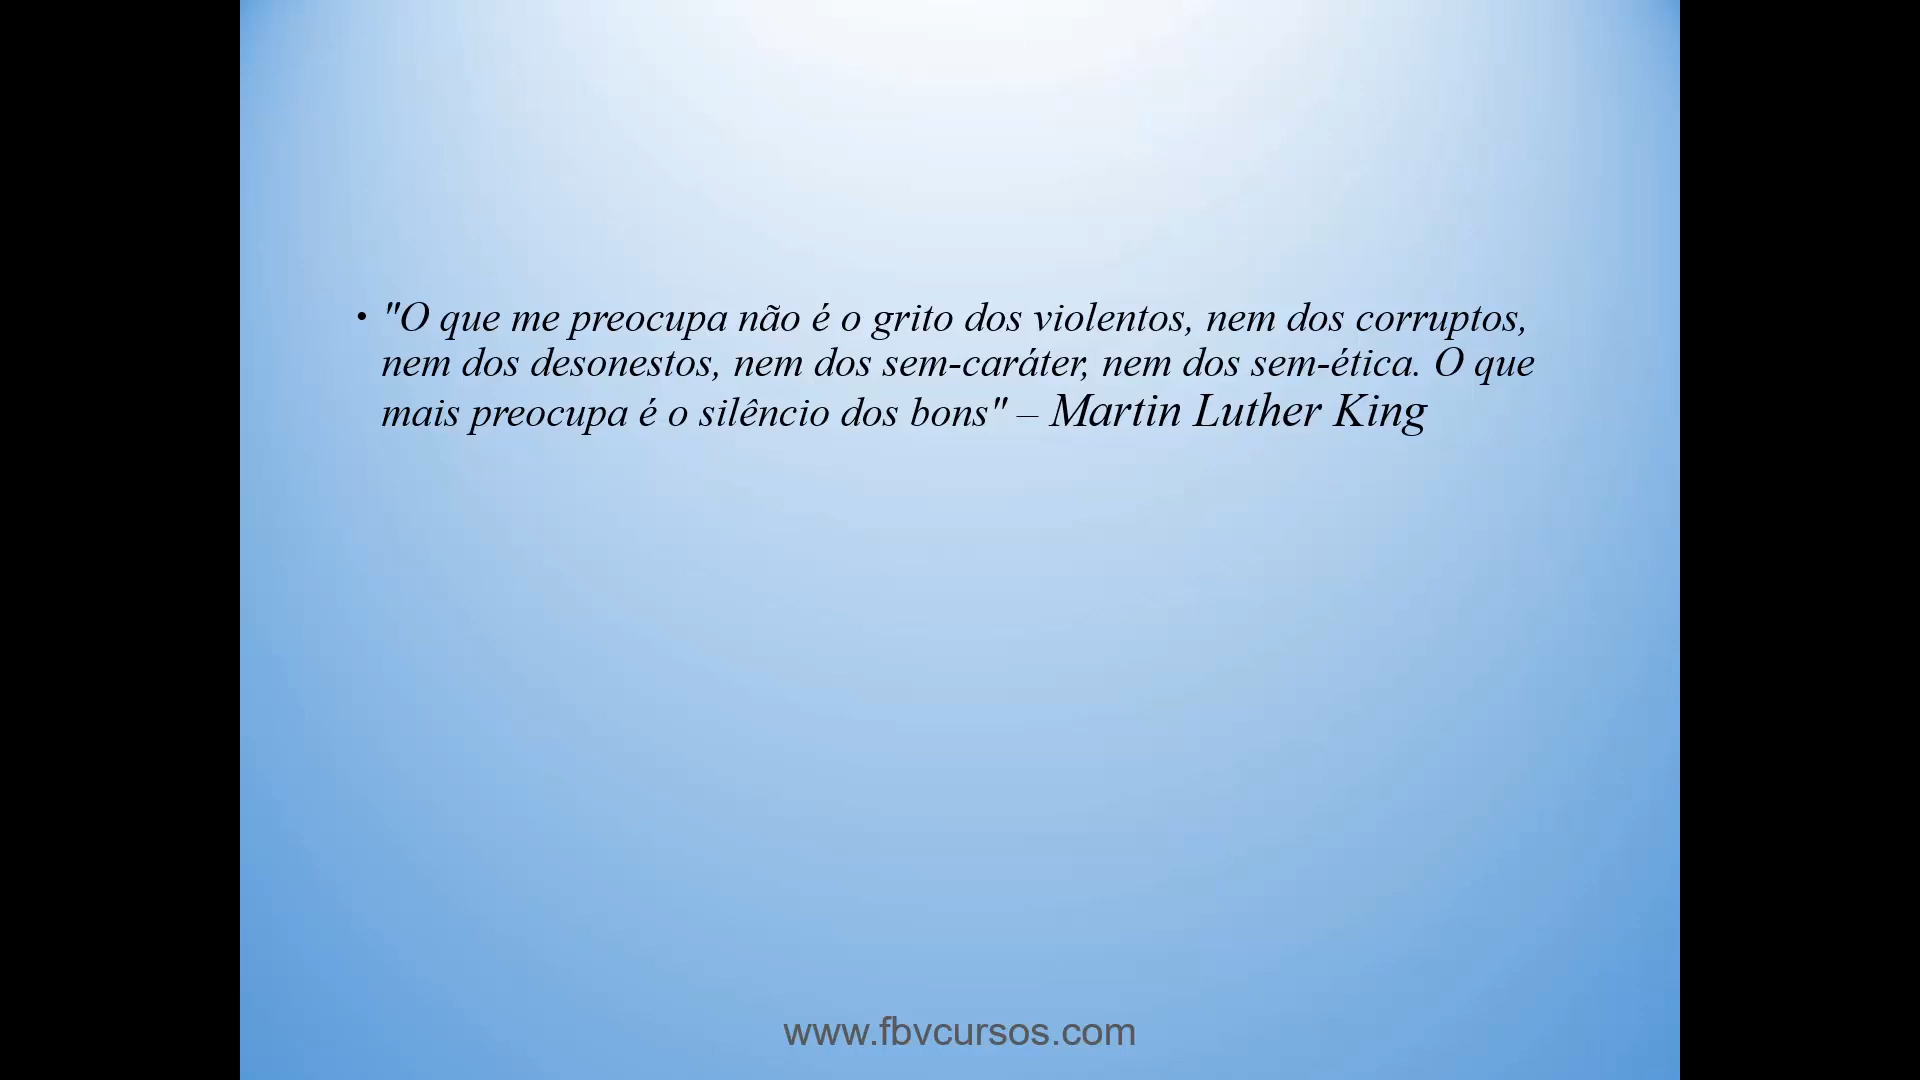 • "O que me preocupa não é o grito dos violentos, nem dos corruptos,
nem dos desonestos, nem dos sem-caráter, nem dos sem-ética. O que
mais preocupa é o silêncio dos bons" – Martin Luther King
www.fbvcursos.com